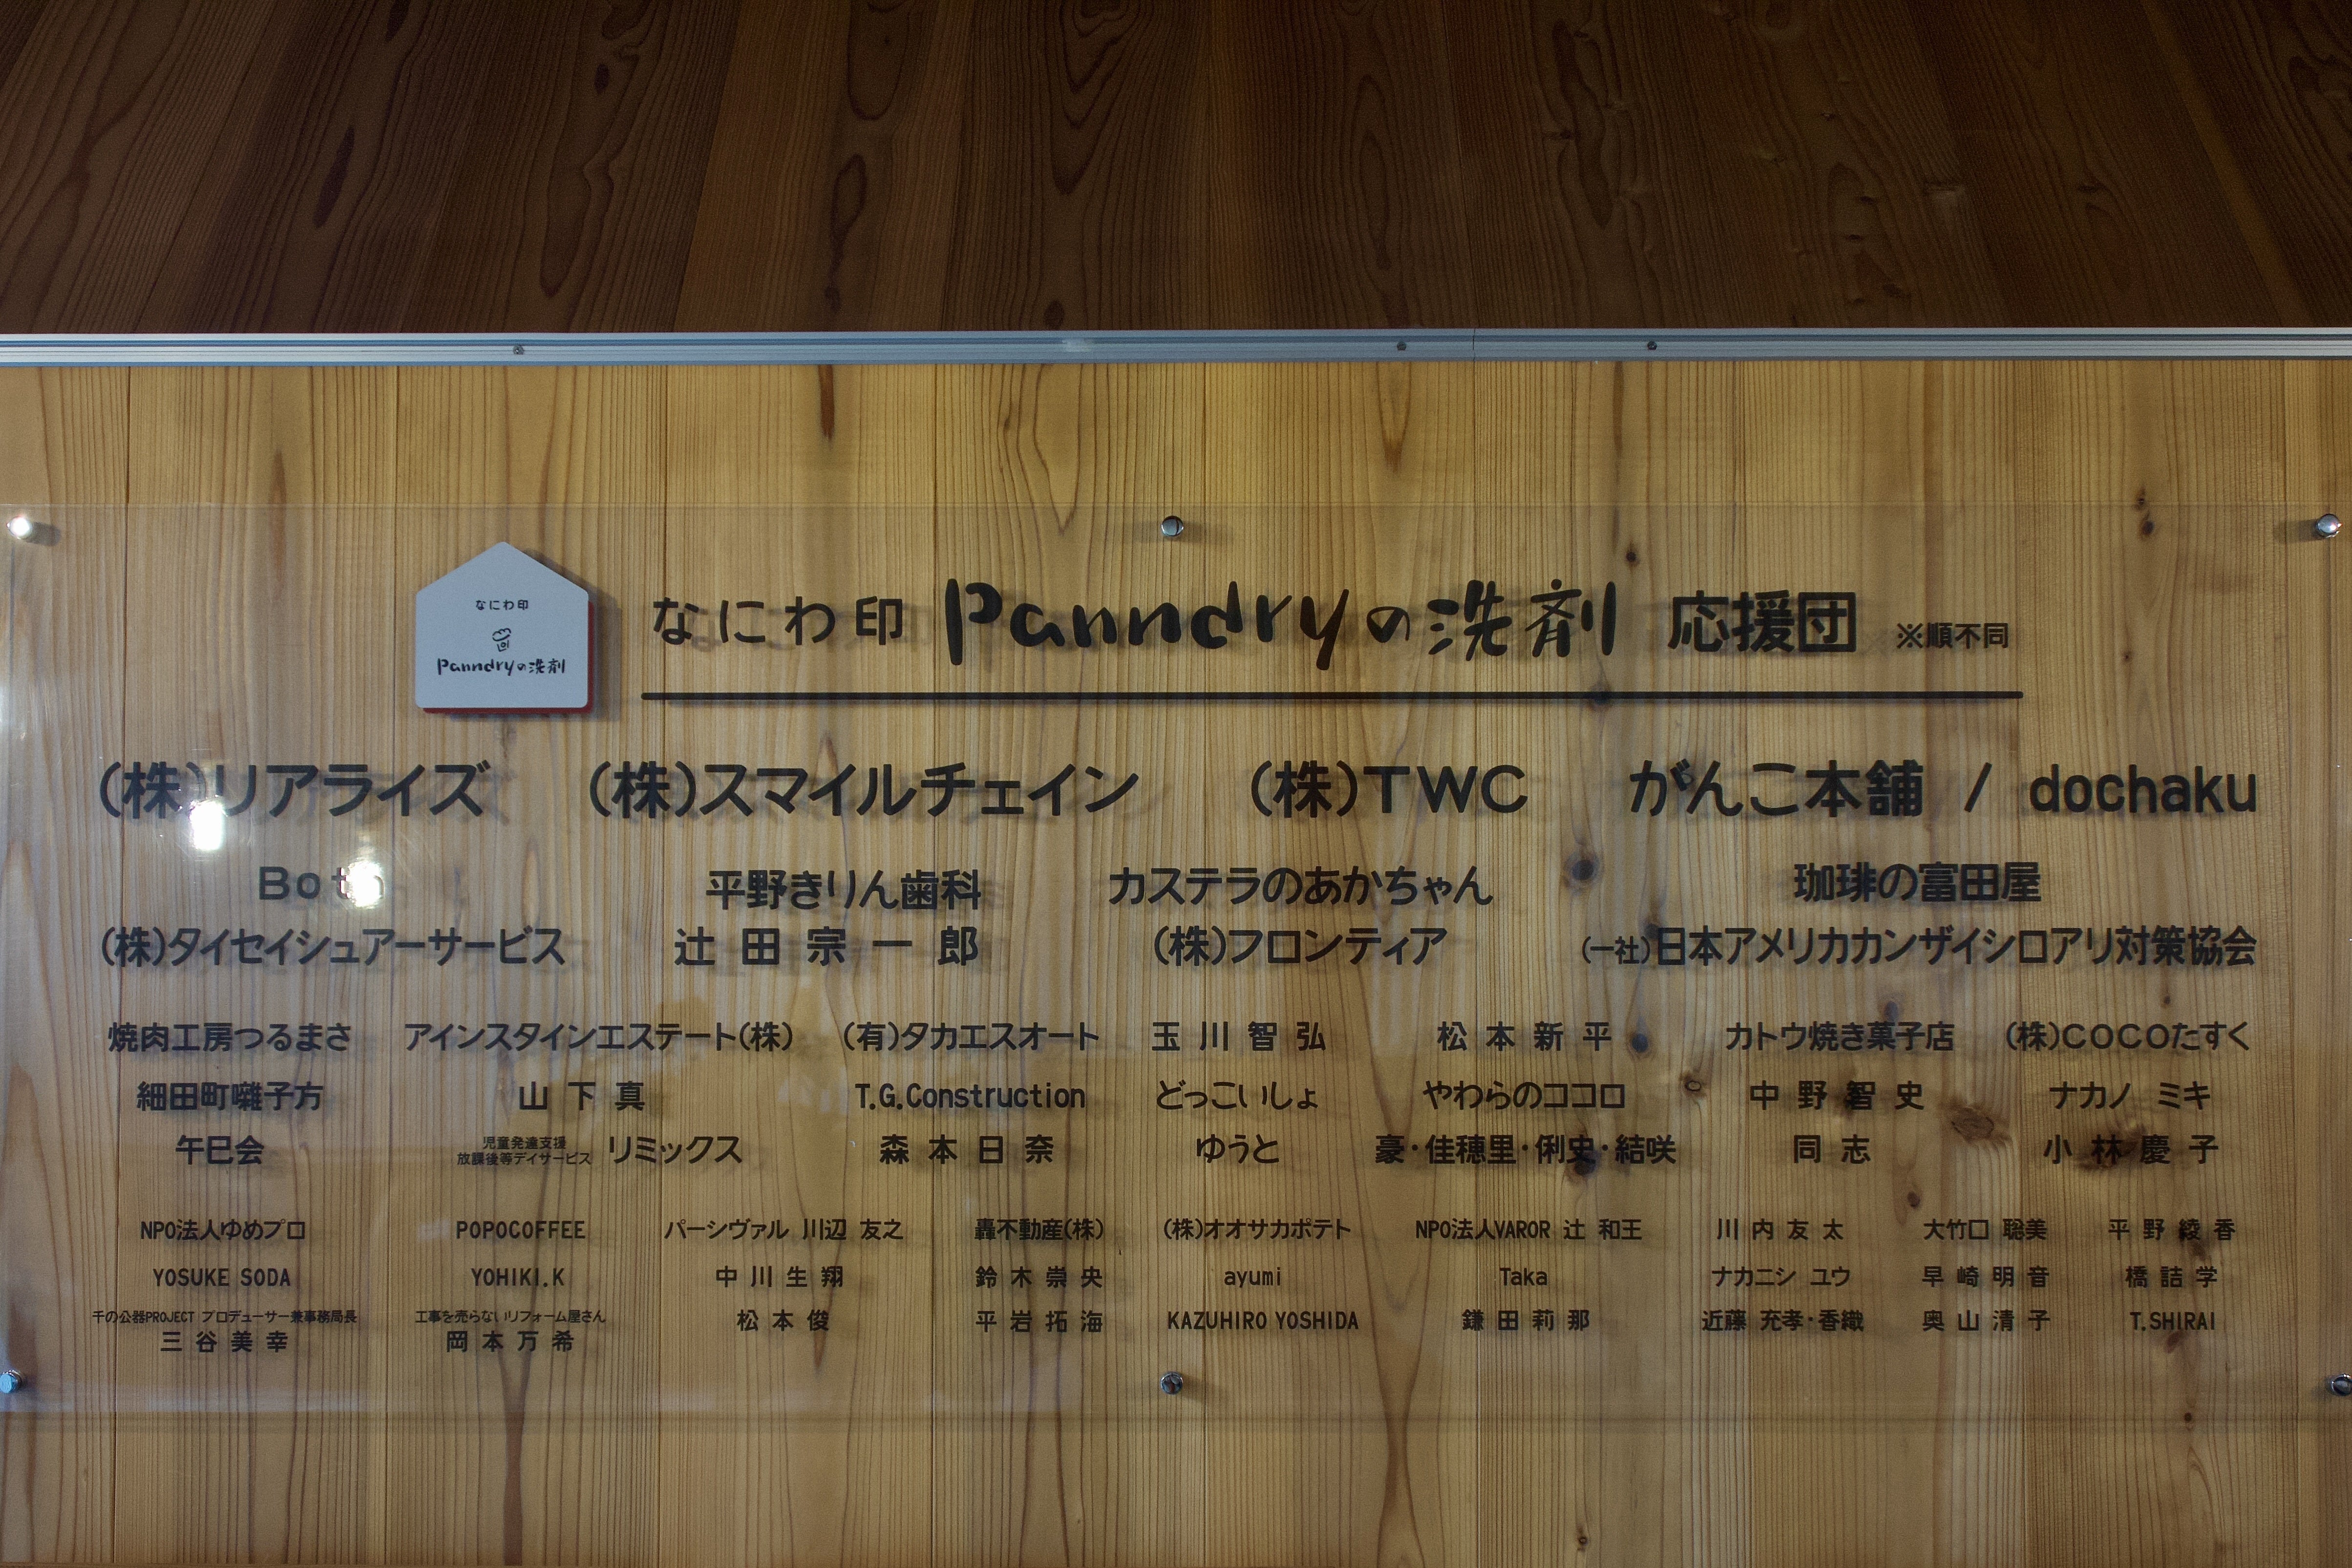 なにわ印
Panndryの洗剤
なにわ印 Panndryの洗剤 応援団 ※順不同
(株)リアライズ (株)スマイルチェイン (株)TWC がんこ本舗 / dochaku
Both 平野きりん歯科 カステラのあかちゃん 珈琲の富田屋
(株)タイセイシュアーサービス 辻田宗一郎 (株)フロンティア (一社)日本アメリカカンザイシロアリ対策協会
焼肉工房つるまさ アインスタインエステート(株) (有)タカエスオート 玉川智弘 松本新平 カトウ焼き菓子店 (株)COCOたすく
細田町囃子方 山下真 T.G.Construction どっこいしょ やわらのココロ 中野智史 ナカノ ミキ
午巳会 児童発達支援 放課後等デイサービス リミックス 森本日奈 ゆうと 豪・佳穂里・俐史・結咲 同志 小林慶子
NPO法人ゆめプロ POPOCOFFEE パーシヴァル 川辺 友之 轟不動産(株) (株)オオサカポテト NPO法人VAROR 辻 和王 川内友太 大竹口 聡美 平野綾香
YOSUKE SODA YOHIKI.K 中川生翔 鈴木崇央 ayumi Taka ナカニシ ユウ 早崎明音 橋詰学
千の公器PROJECT プロデューサー兼事務局長 工事を売らないリフォーム屋さん 松本俊 平岩拓海 KAZUHIRO YOSHIDA 鎌田莉那 近藤 充孝・香織 奥山清子 T.SHIRAI
三谷美幸 岡本万希